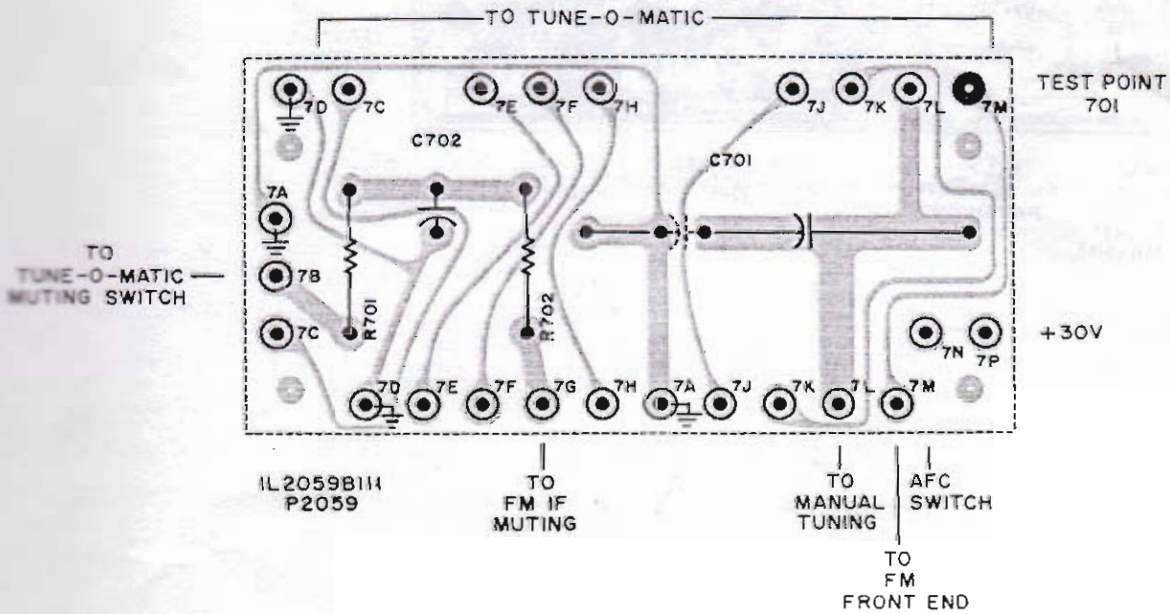 TO TUNE-O-MATIC
TEST POINT
701
7D 7C 7E 7F 7H 7J 7K 7L 7M
C702
C701
7A
TO
TUNE-O-MATIC
MUTING SWITCH
7B
7C
R701
R702
7N 7P
+30V
7D 7E 7F 7G 7H 7A 7J 7K 7L 7M
1L2059B111
P2059
TO
FM IF
MUTING
TO
MANUAL
TUNING
AFC
SWITCH
TO
FM
FRONT END